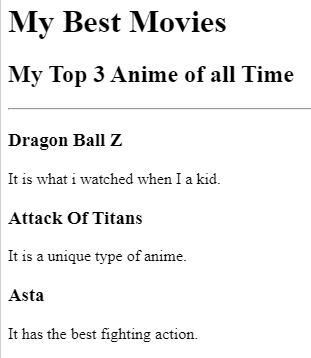 My Best Movies
My Top 3 Anime of all Time
Dragon Ball Z
It is what i watched when I a kid.
Attack Of Titans
It is a unique type of anime.
Asta
It has the best fighting action.